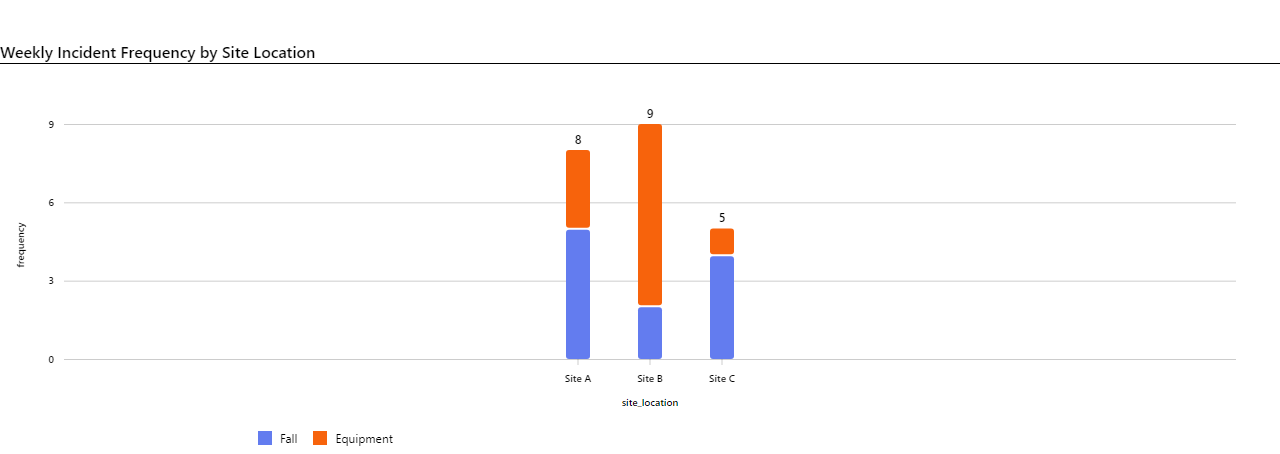 Weekly Incident Frequency by Site Location
9
8
9
6
5
3
0
frequency
Site A Site B Site C
site_location
Fall Equipment